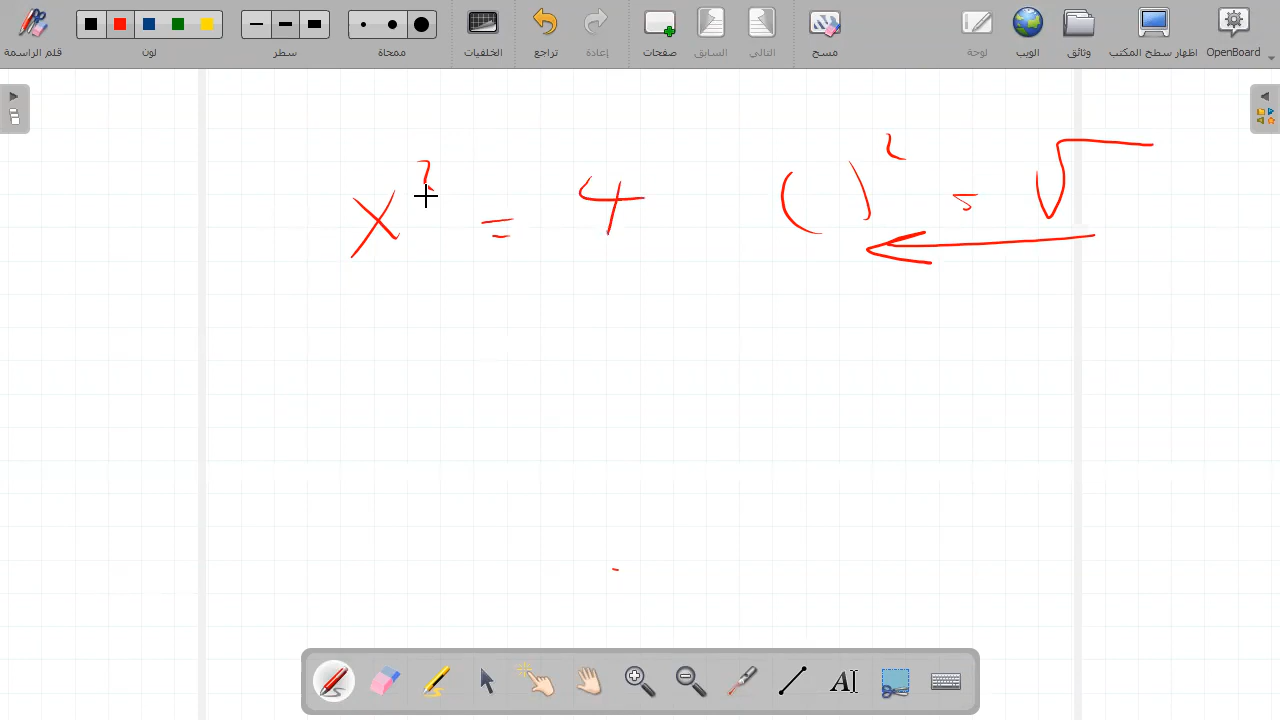 قلم الراسمة لون سطر ممحاة الخلفيات تراجع إعادة صفحات السابق التالي مسح لوحة الويب وثائق اظهار سطح المكتب OpenBoard
x² = 4 ( )² = √